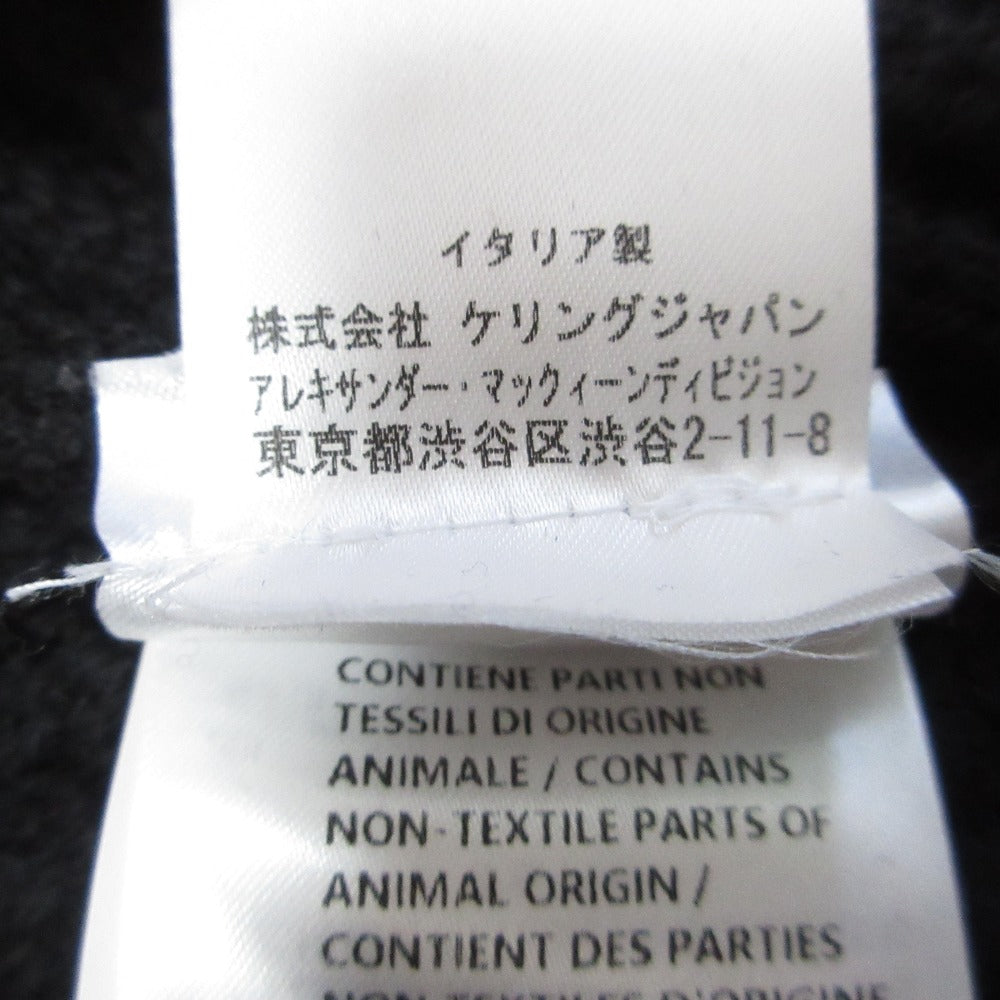 イタリア製
株式会社 ケリングジャパン
アレキサンダー・マックィーンディビジョン
東京都渋谷区渋谷2-11-8
CONTIENE PARTI NON
TESSILI DI ORIGINE
ANIMALE / CONTAINS
NON-TEXTILE PARTS OF
ANIMAL ORIGIN /
CONTIENT DES PARTIES
NON TEXTILES D'ORIGINE